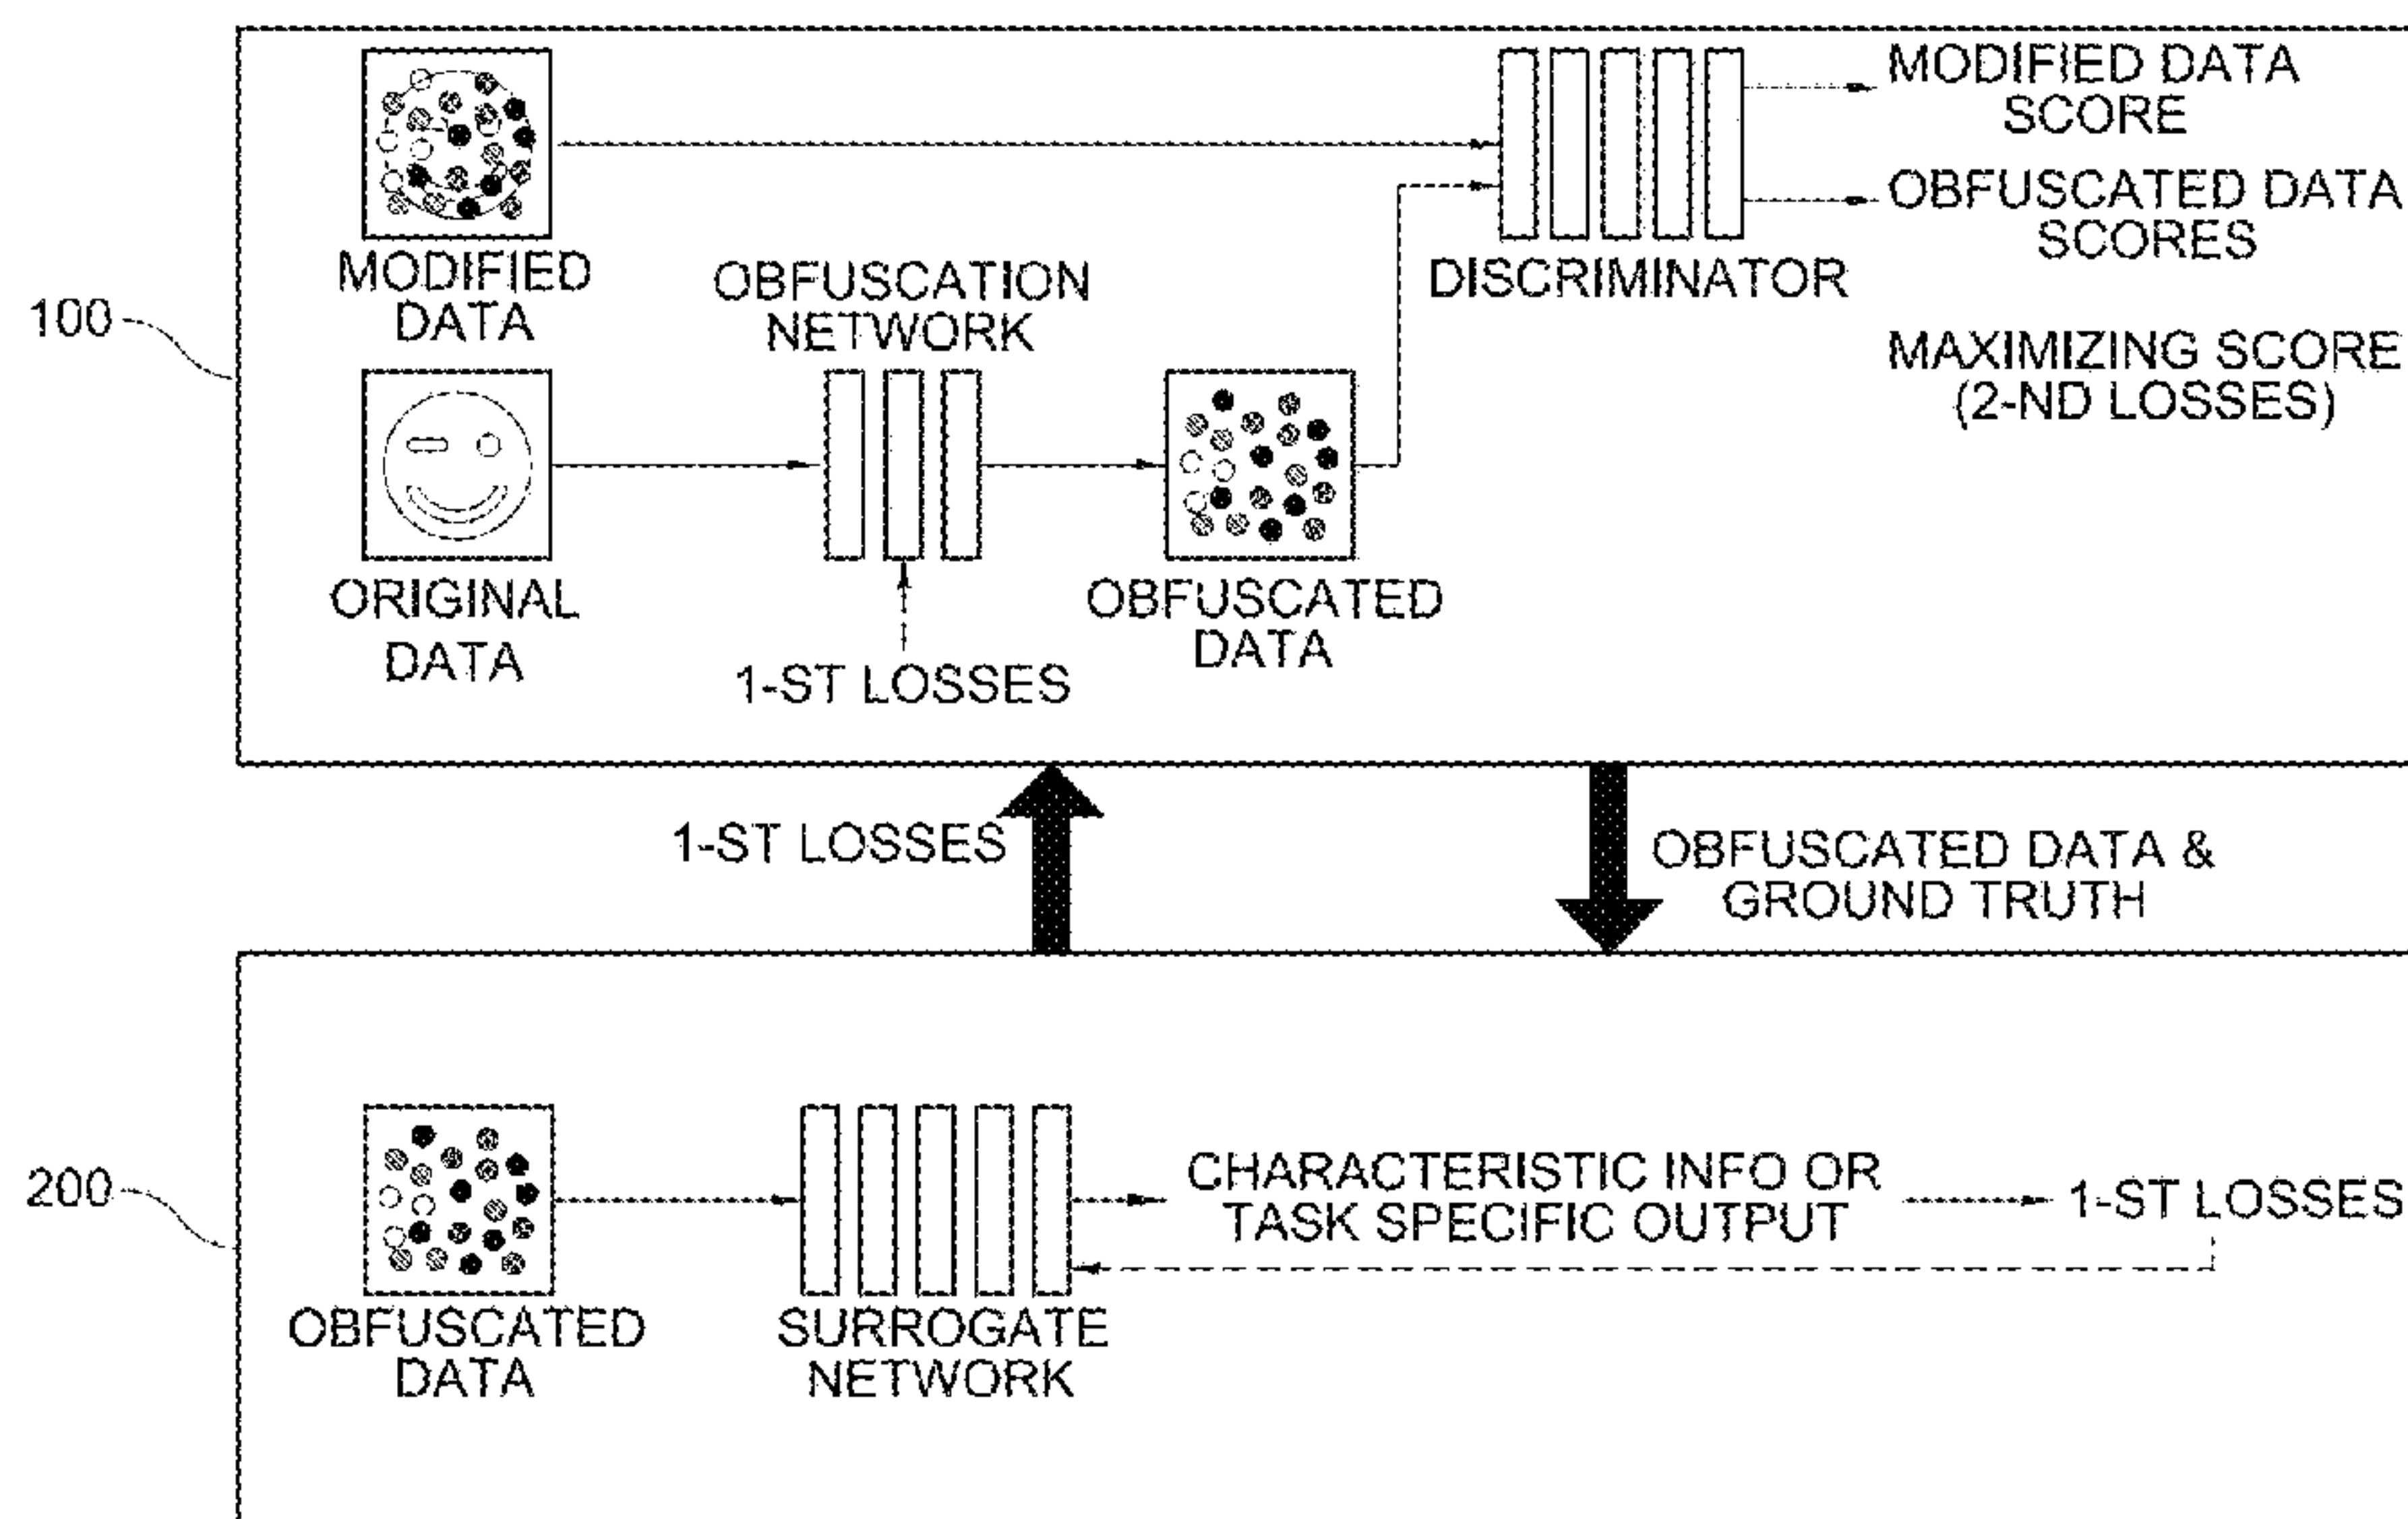 MODIFIED DATA
SCORE
OBFUSCATED DATA
SCORES
MODIFIED
DATA
OBFUSCATION
NETWORK
DISCRIMINATOR
100
MAXIMIZING SCORE
(2-ND LOSSES)
ORIGINAL
DATA
1-ST LOSSES
OBFUSCATED
DATA
1-ST LOSSES
OBFUSCATED DATA &
GROUND TRUTH
200
CHARACTERISTIC INFO OR
TASK SPECIFIC OUTPUT
1-ST LOSSES
OBFUSCATED
DATA
SURROGATE
NETWORK